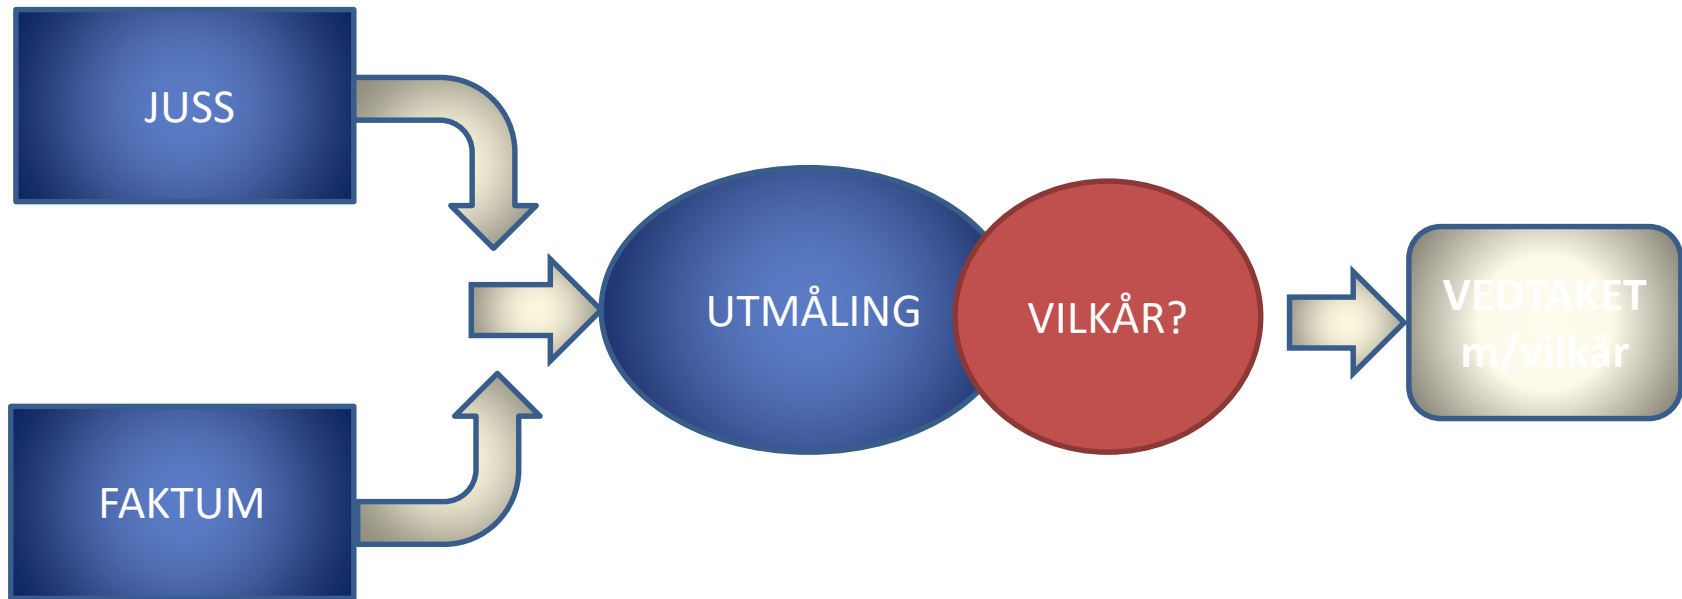 JUSS
FAKTUM
UTMÅLING
VILKÅR?
VEDTAKET
m/vilkår